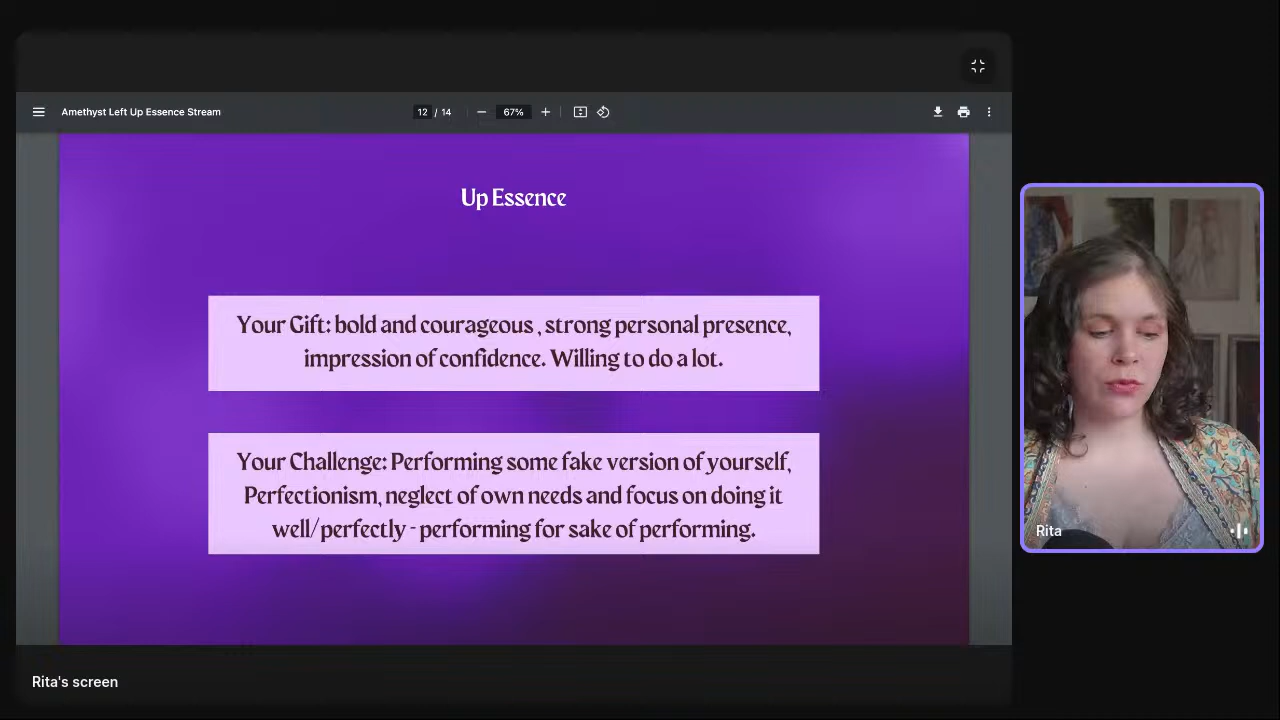 Amethyst Left Up Essence Stream
12 / 14
67%
Up Essence
Your Gift: bold and courageous , strong personal presence,
impression of confidence. Willing to do a lot.
Your Challenge: Performing some fake version of yourself,
Perfectionism, neglect of own needs and focus on doing it
well/perfectly - performing for sake of performing.
Rita
Rita's screen